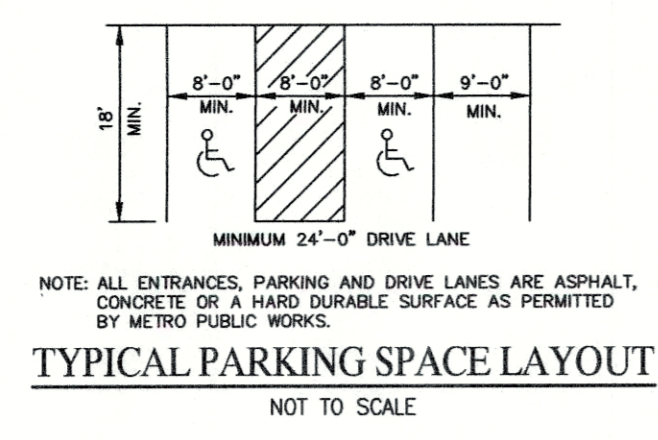 8'-0" 8'-0" 8'-0" 9'-0"
MIN. MIN. MIN. MIN.
18'
MIN.
MINIMUM 24'-0" DRIVE LANE
NOTE: ALL ENTRANCES, PARKING AND DRIVE LANES ARE ASPHALT,
CONCRETE OR A HARD DURABLE SURFACE AS PERMITTED
BY METRO PUBLIC WORKS.
TYPICAL PARKING SPACE LAYOUT
NOT TO SCALE